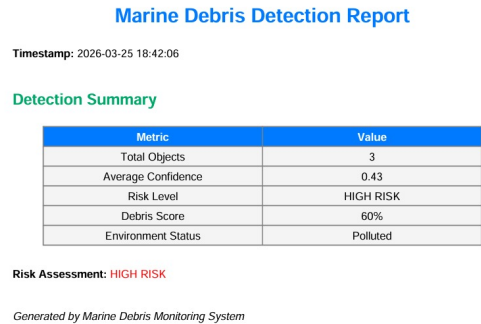 Marine Debris Detection Report
Timestamp: 2026-03-25 18:42:06
Detection Summary
Metric Value
Total Objects 3
Average Confidence 0.43
Risk Level HIGH RISK
Debris Score 60%
Environment Status Polluted
Risk Assessment: HIGH RISK
Generated by Marine Debris Monitoring System